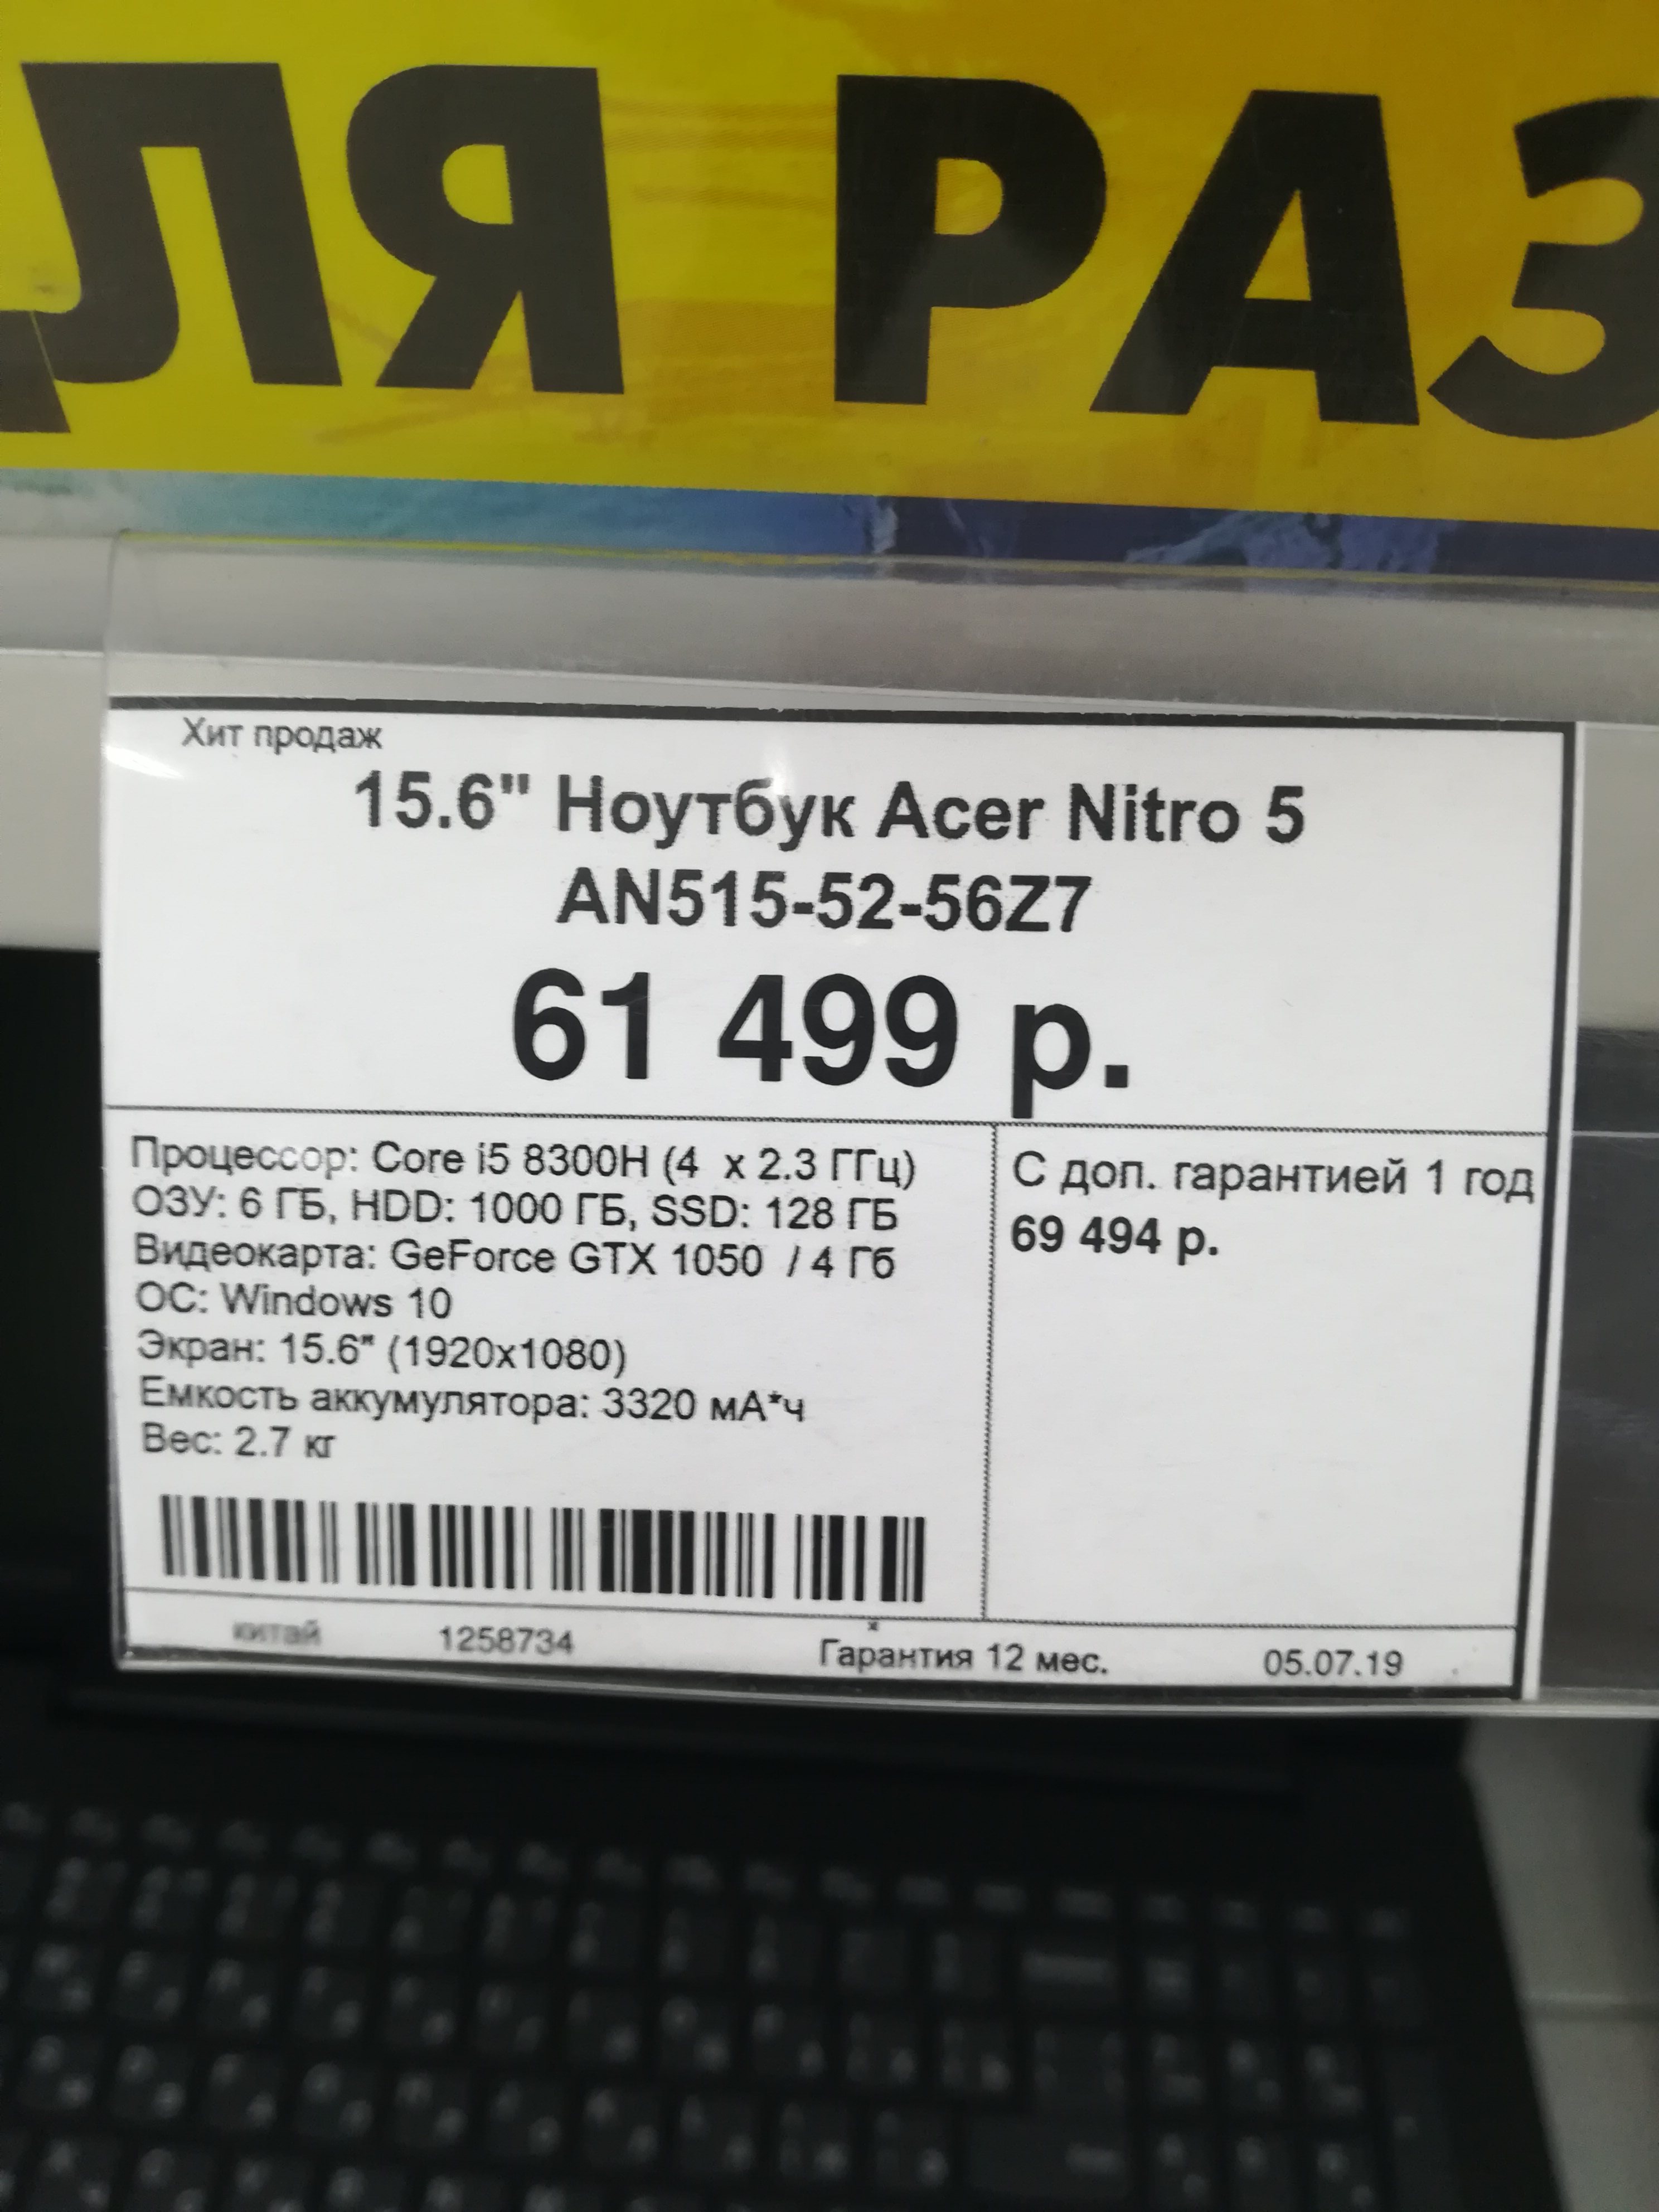 ЛЯ РАЗ
Хит продаж
15.6" Ноутбук Acer Nitro 5
AN515-52-56Z7
61 499 р.
Процессор: Core i5 8300H (4 x 2.3 ГГц)
ОЗУ: 6 ГБ, HDD: 1000 ГБ, SSD: 128 ГБ
Видеокарта: GeForce GTX 1050 / 4 Гб
ОС: Windows 10
Экран: 15.6" (1920x1080)
Емкость аккумулятора: 3320 мА*ч
Вес: 2.7 кг
С доп. гарантией 1 год
69 494 р.
китай 1258734 Гарантия 12 мес. 05.07.19